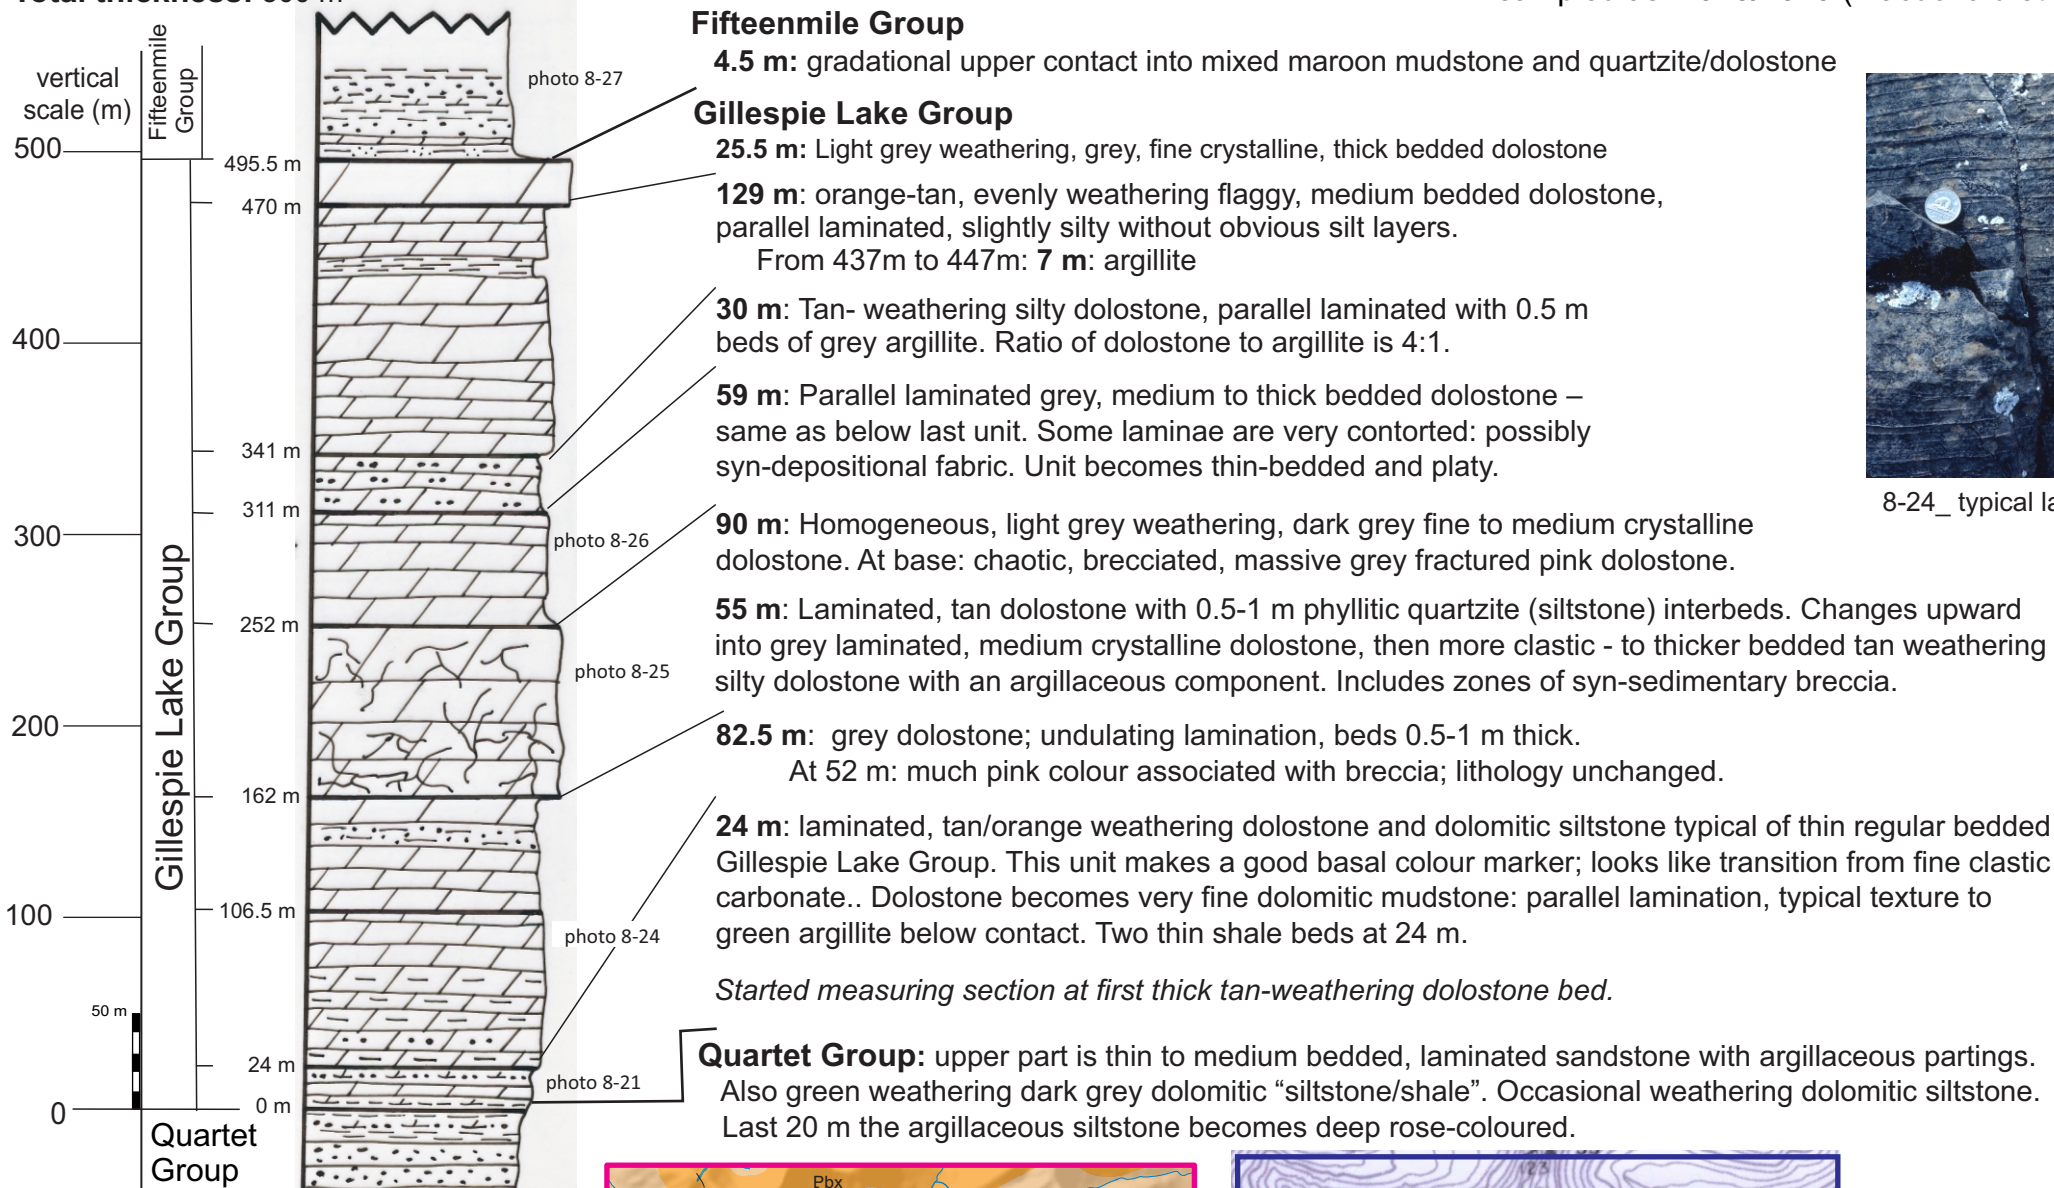 Total thickness: 500 m
Fifteenmile Group
4.5 m: gradational upper contact into mixed maroon mudstone and quartzite/dolostone
Gillespie Lake Group
25.5 m: Light grey weathering, grey, fine crystalline, thick bedded dolostone
129 m: orange-tan, evenly weathering flaggy, medium bedded dolostone,
parallel laminated, slightly silty without obvious silt layers.
From 437m to 447m: 7 m: argillite
30 m: Tan- weathering silty dolostone, parallel laminated with 0.5 m
beds of grey argillite. Ratio of dolostone to argillite is 4:1.
59 m: Parallel laminated grey, medium to thick bedded dolostone –
same as below last unit. Some laminae are very contorted: possibly
syn-depositional fabric. Unit becomes thin-bedded and platy.
90 m: Homogeneous, light grey weathering, dark grey fine to medium crystalline
dolostone. At base: chaotic, brecciated, massive grey fractured pink dolostone.
55 m: Laminated, tan dolostone with 0.5-1 m phyllitic quartzite (siltstone) interbeds. Changes upward
into grey laminated, medium crystalline dolostone, then more clastic - to thicker bedded tan weathering
silty dolostone with an argillaceous component. Includes zones of syn-sedimentary breccia.
82.5 m: grey dolostone; undulating lamination, beds 0.5-1 m thick.
At 52 m: much pink colour associated with breccia; lithology unchanged.
24 m: laminated, tan/orange weathering dolostone and dolomitic siltstone typical of thin regular bedded
Gillespie Lake Group. This unit makes a good basal colour marker; looks like transition from fine clastic
carbonate.. Dolostone becomes very fine dolomitic mudstone: parallel lamination, typical texture to
green argillite below contact. Two thin shale beds at 24 m.
Started measuring section at first thick tan-weathering dolostone bed.
Quartet Group: upper part is thin to medium bedded, laminated sandstone with argillaceous partings.
Also green weathering dark grey dolomitic “siltstone/shale”. Occasional weathering dolomitic siltstone.
Last 20 m the argillaceous siltstone becomes deep rose-coloured.
vertical
scale (m)
Fifteenmile
Group
500
400
300
200
100
50 m
0
Gillespie Lake Group
Quartet
Group
495.5 m
470 m
341 m
311 m
252 m
162 m
106.5 m
24 m
0 m
photo 8-27
photo 8-26
photo 8-25
photo 8-24
photo 8-21
8-24_ typical la
Pbx
123